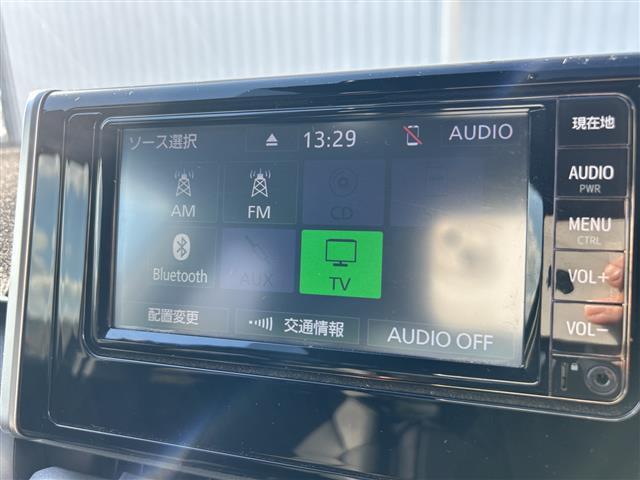 ソース選択
13:29
AUDIO
AM
FM
CD
Bluetooth
AUX
TV
配置変更
交通情報
AUDIO OFF
現在地
AUDIO
PWR
MENU
CTRL
VOL+
VOL−